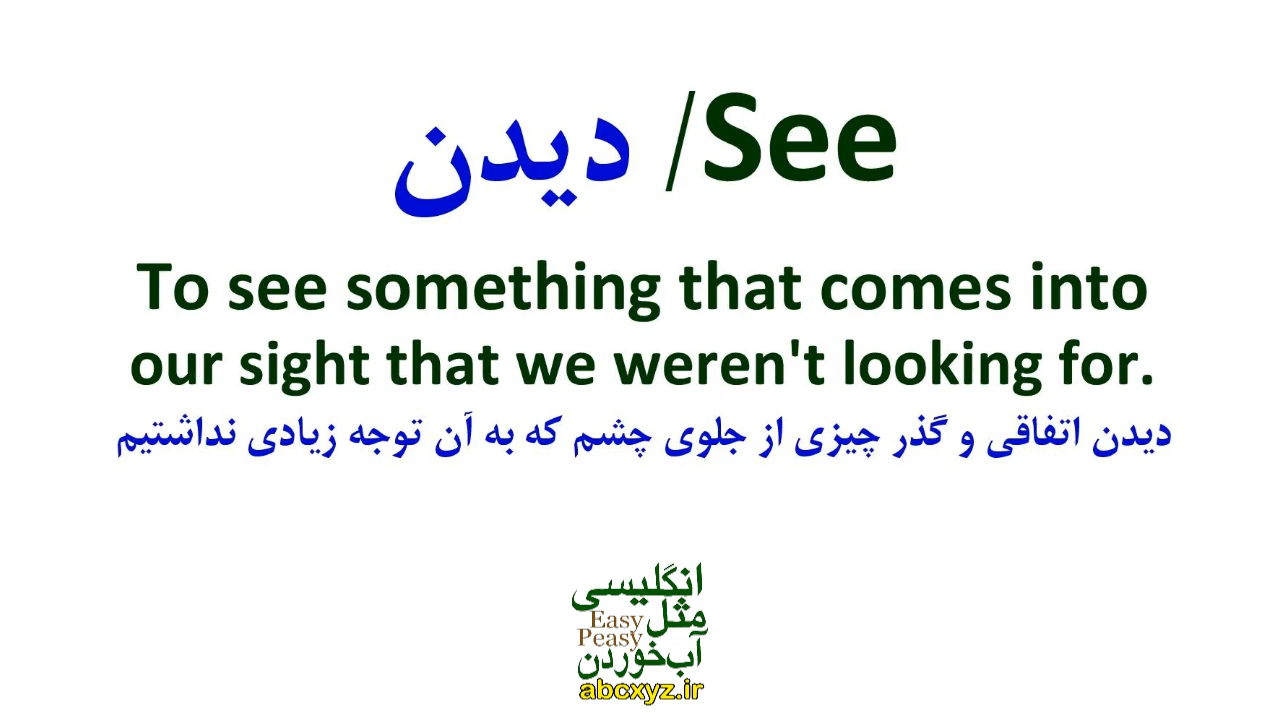 See/ دیدن
To see something that comes into
our sight that we weren't looking for.
دیدن اتفاقی و گذر چیزی از جلوی چشم که به آن توجه زیادی نداشتیم
انگلیسی
مثل
Easy
Peasy
آب‌خوردن
abcxyz.ir